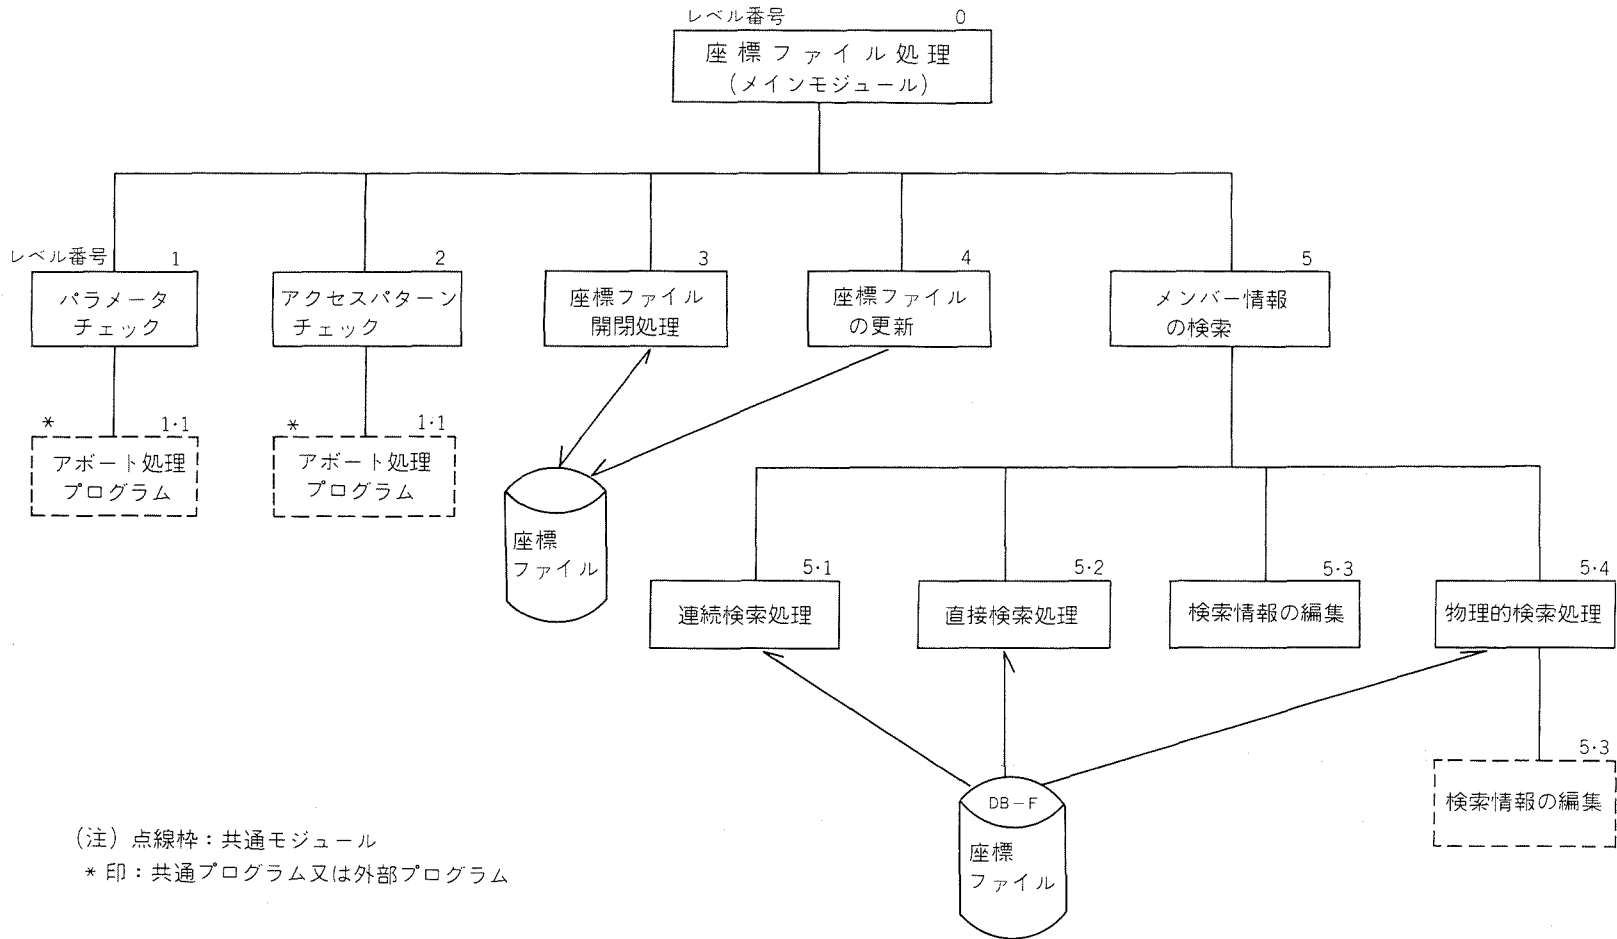 レベル番号 0
座標ファイル処理
(メインモジュール)
レベル番号 1
パラメータ
チェック
2
アクセスパターン
チェック
3
座標ファイル
開閉処理
4
座標ファイル
の更新
5
メンバー情報
の検索
* 1・1
アボート処理
プログラム
* 1・1
アボート処理
プログラム
座標
ファイル
5・1
連続検索処理
5・2
直接検索処理
5・3
検索情報の編集
5・4
物理的検索処理
5・3
検索情報の編集
DB-F
座標
ファイル
(注) 点線枠:共通モジュール
* 印:共通プログラム又は外部プログラム